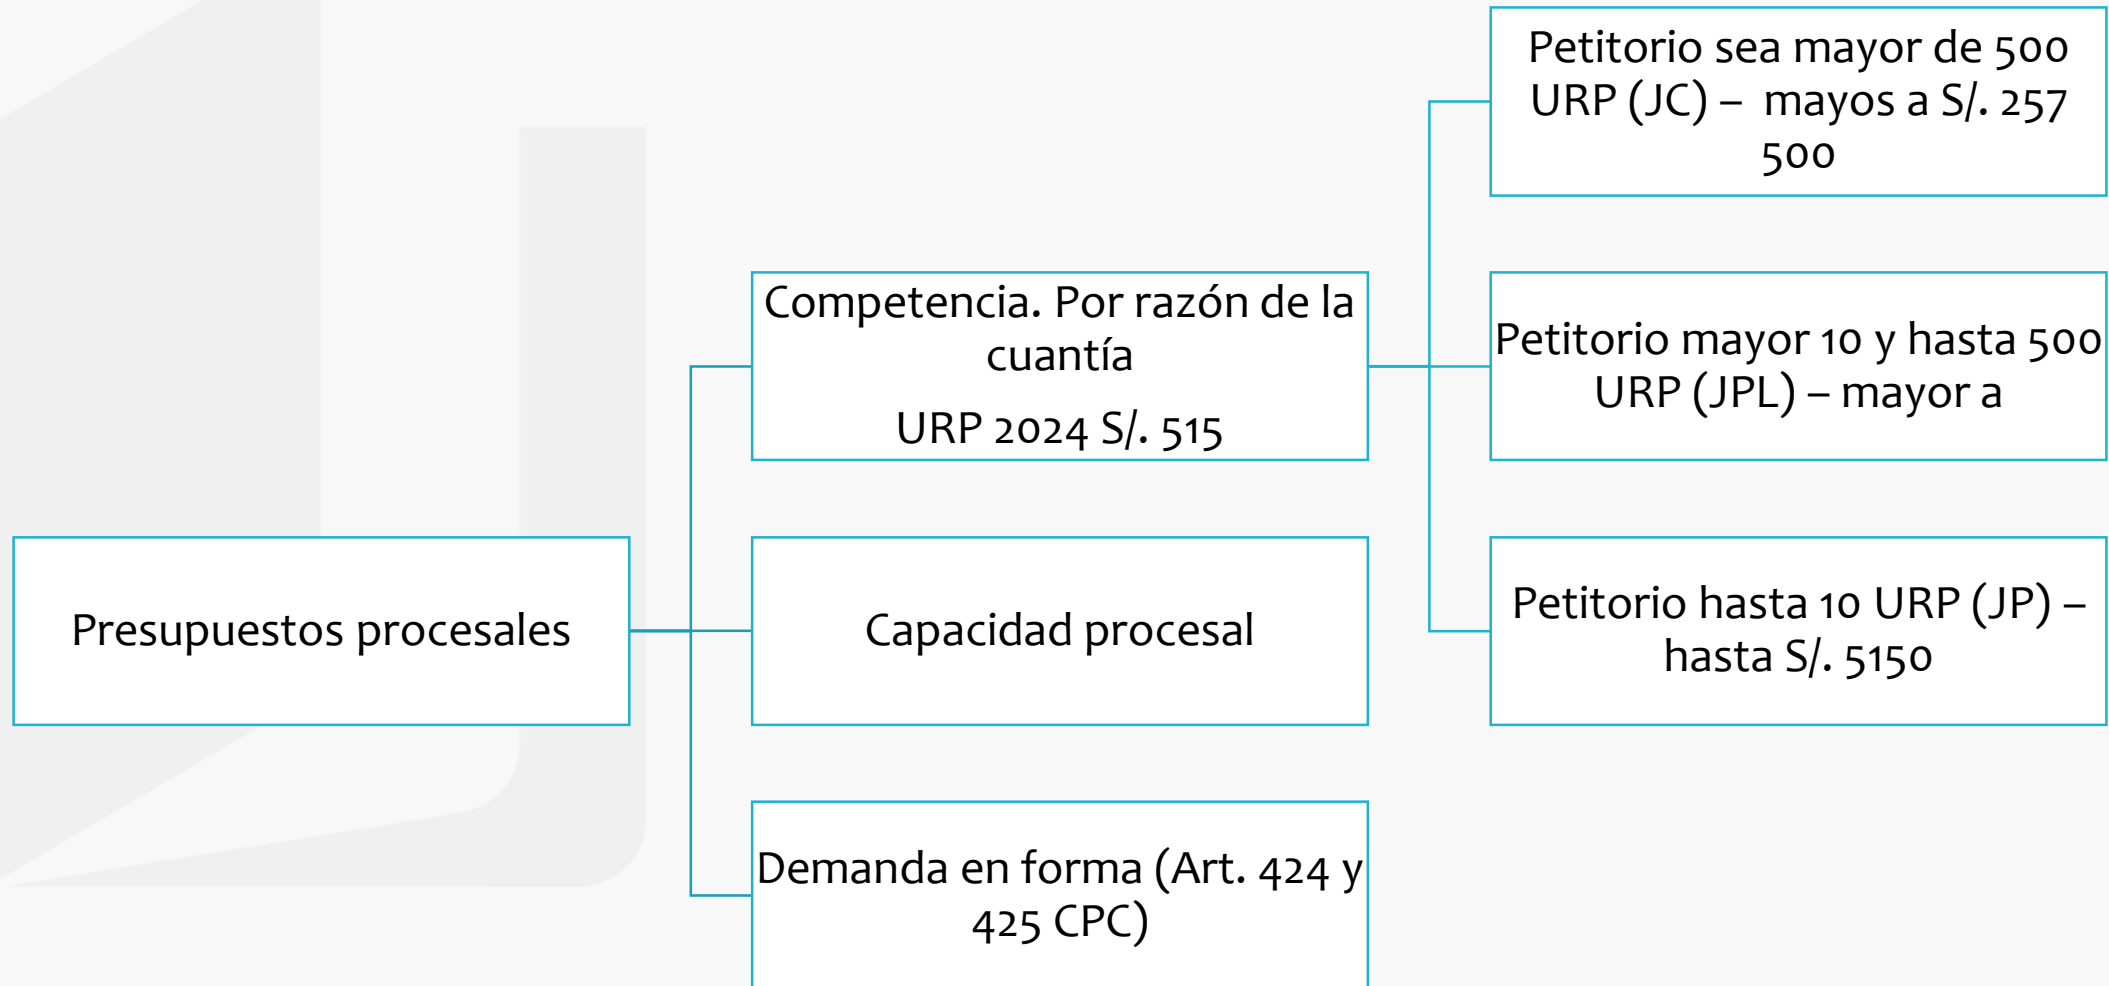 Presupuestos procesales
Competencia. Por razón de la
cuantía
URP 2024 S/. 515
Petitorio sea mayor de 500
URP (JC) – mayos a S/. 257
500
Petitorio mayor 10 y hasta 500
URP (JPL) – mayor a
Petitorio hasta 10 URP (JP) –
hasta S/. 5150
Capacidad procesal
Demanda en forma (Art. 424 y
425 CPC)